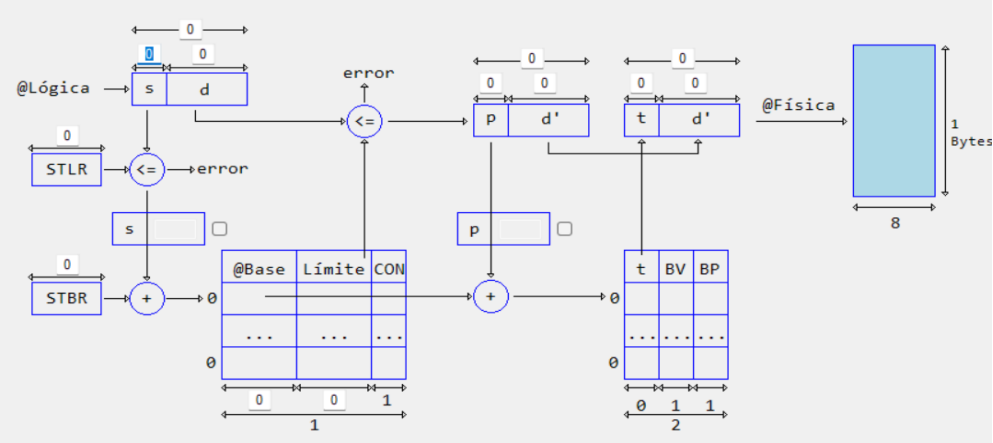 0
0 0
@Lógica s d
0
STLR <= error
error
<=
s
0
STBR +
@Base Límite CON
0
... ... ...
0
0 0 1
1
0
0 0
p d'
p
+
0
0 0
t d'
@Física
1
Bytes
8
t BV BP
0
... ... ...
0
0 1 1
2